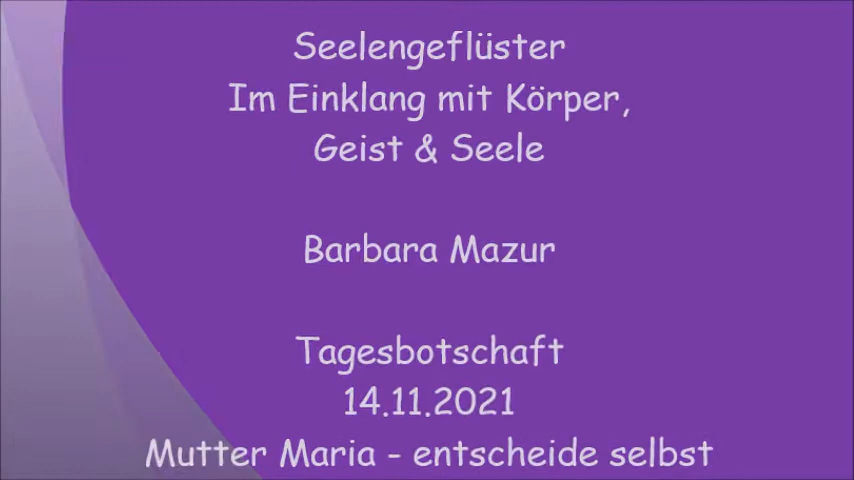 Seelengeflüster
Im Einklang mit Körper,
Geist & Seele
Barbara Mazur
Tagesbotschaft
14.11.2021
Mutter Maria - entscheide selbst